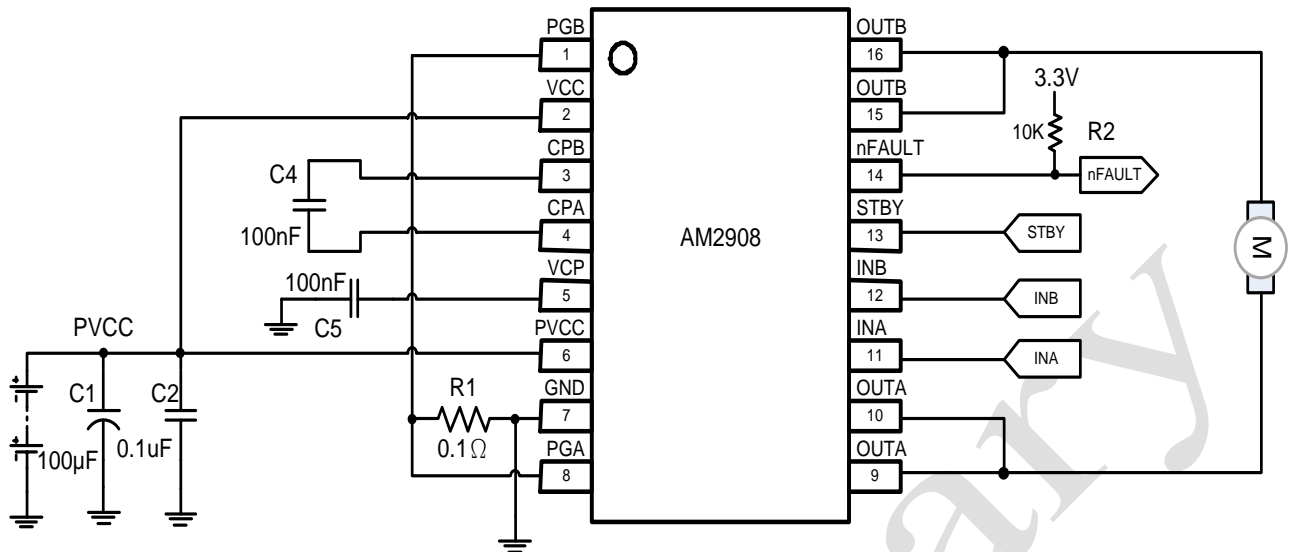 PGB
1
VCC
2
CPB
3
C4
100nF
CPA
4
VCP
5
100nF
C5
PVCC
6
PVCC
C1
100µF
C2
0.1uF
GND
7
R1
0.1Ω
PGA
8
AM2908
OUTB
16
OUTB
15
nFAULT
14
3.3V
10K
R2
nFAULT
STBY
13
STBY
INB
12
INB
INA
11
INA
OUTA
10
OUTA
9
M
ary